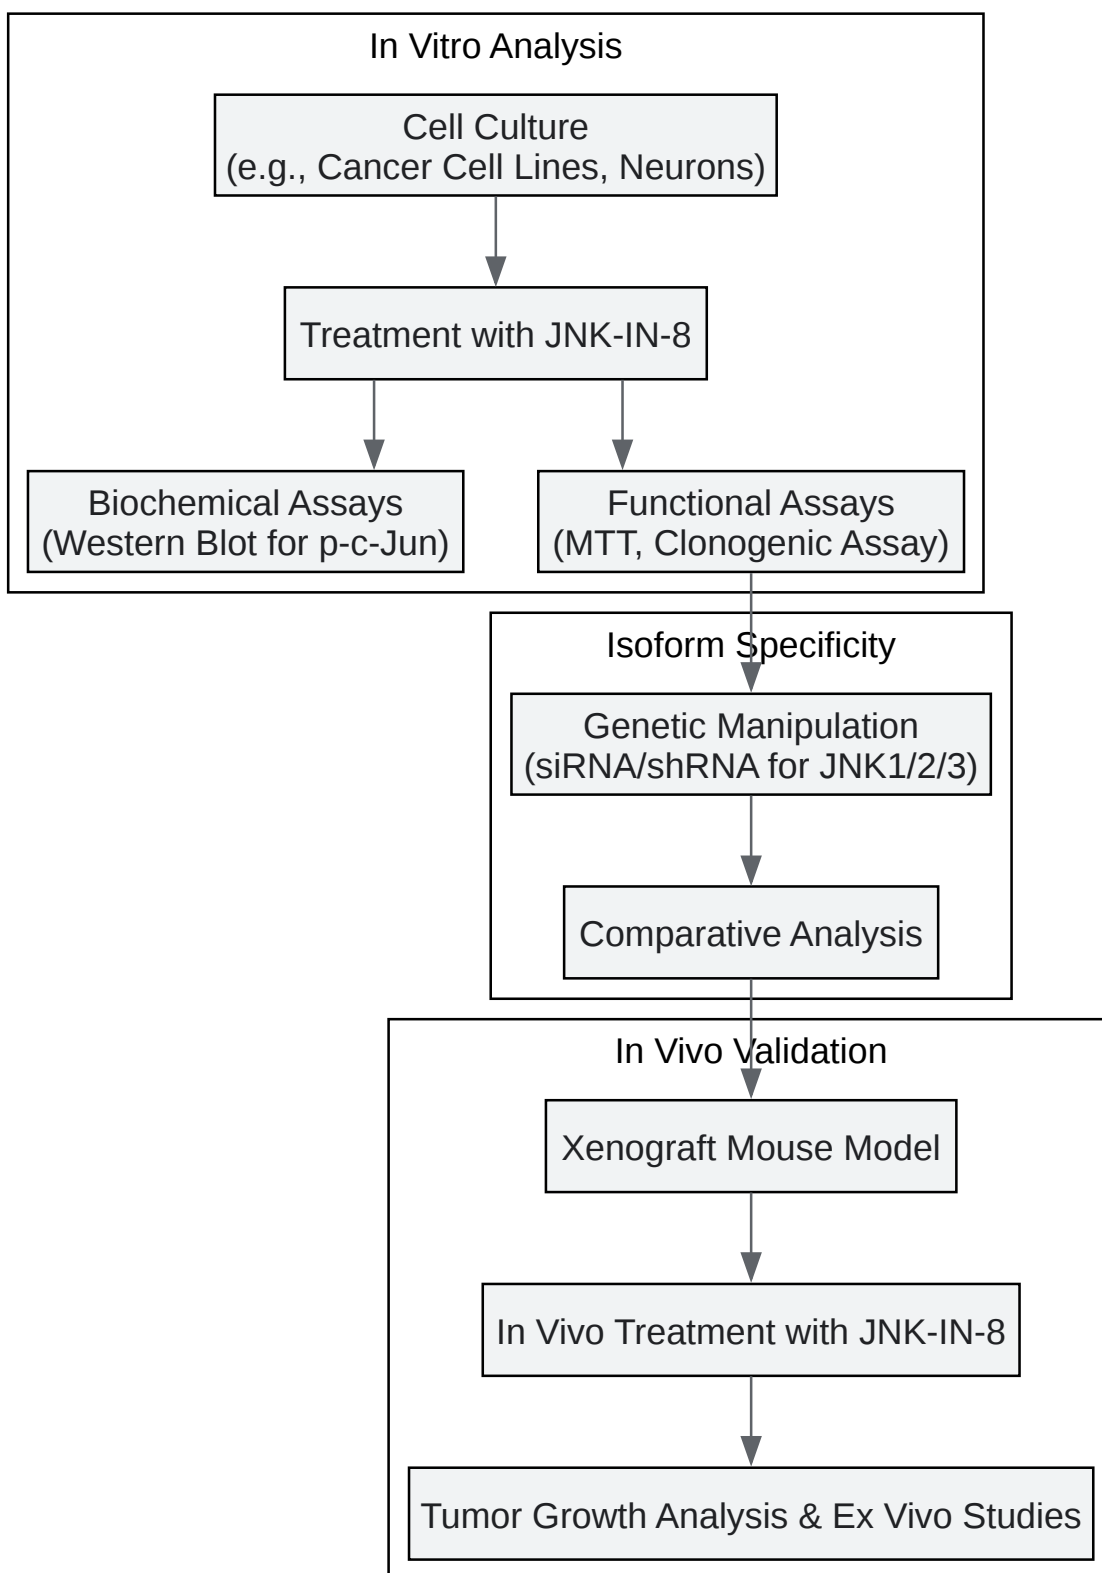 In Vitro Analysis
Cell Culture
(e.g., Cancer Cell Lines, Neurons)
Treatment with JNK-IN-8
Biochemical Assays
(Western Blot for p-c-Jun)
Functional Assays
(MTT, Clonogenic Assay)
Isoform Specificity
Genetic Manipulation
(siRNA/shRNA for JNK1/2/3)
Comparative Analysis
In Vivo Validation
Xenograft Mouse Model
In Vivo Treatment with JNK-IN-8
Tumor Growth Analysis & Ex Vivo Studies